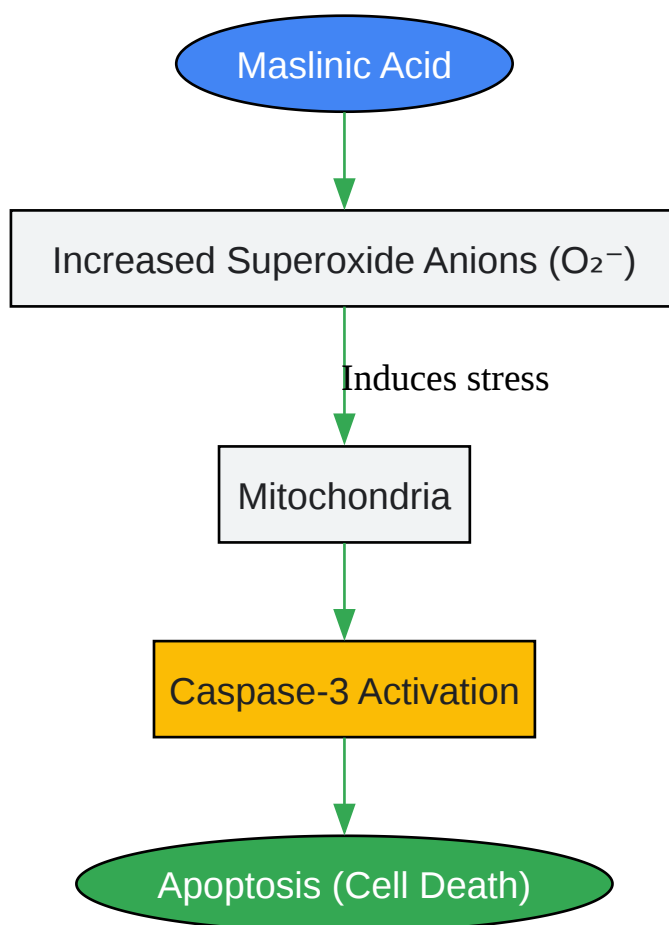 Maslinic Acid
Increased Superoxide Anions (O₂⁻)
Induces stress
Mitochondria
Caspase-3 Activation
Apoptosis (Cell Death)